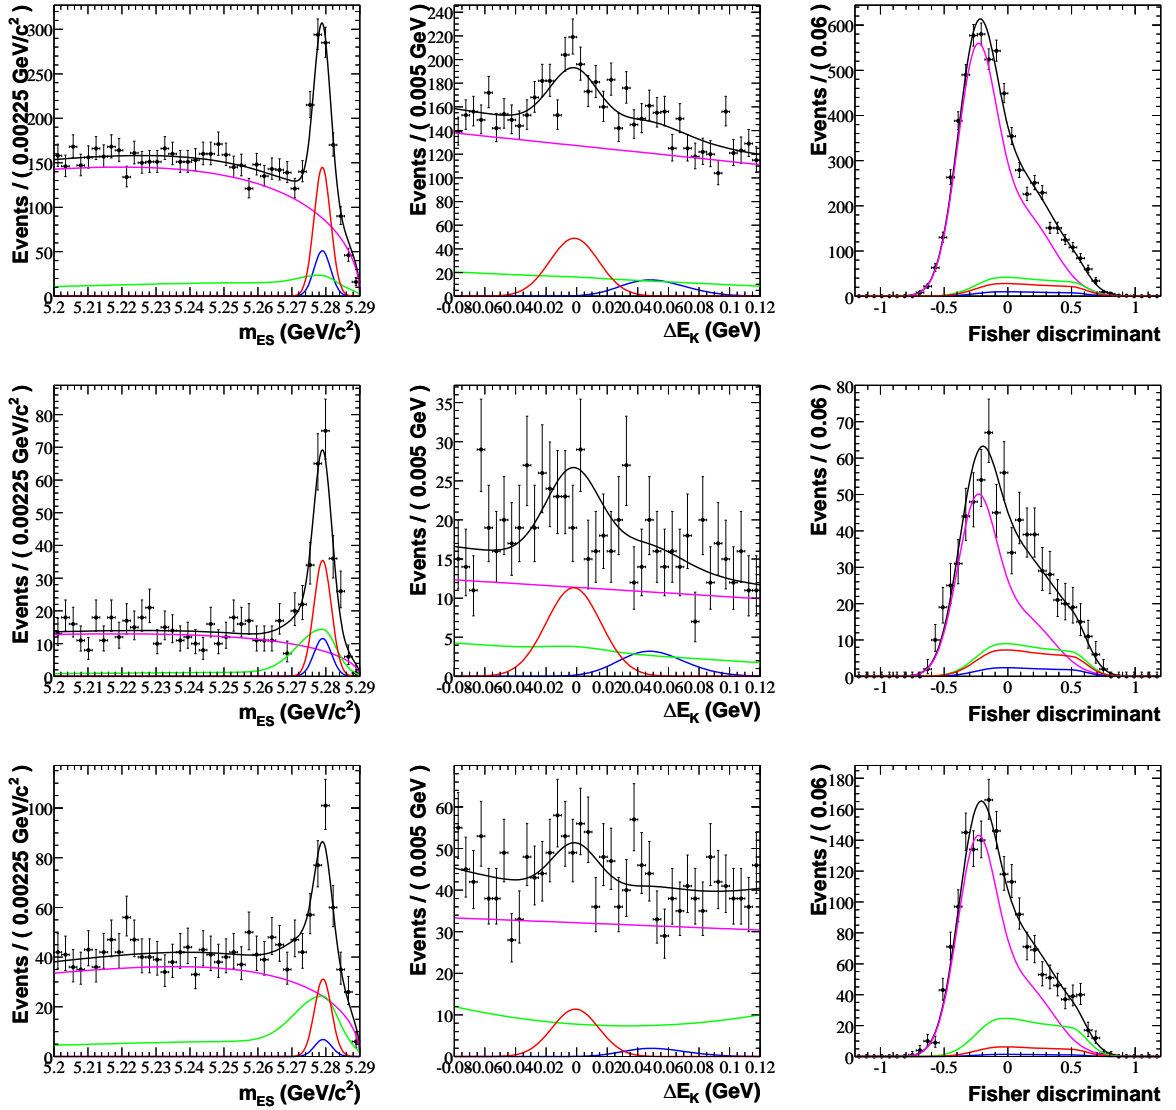 Events / ( 0.00225 GeV/c² )
300
250
200
150
100
50
0
5.2 5.21 5.22 5.23 5.24 5.25 5.26 5.27 5.28 5.29
m_ES (GeV/c²)
Events / ( 0.005 GeV )
240
220
200
180
160
140
120
100
80
60
40
20
0
-0.08 -0.06 -0.04 -0.02 0 0.02 0.04 0.06 0.08 0.1 0.12
ΔE_K (GeV)
Events / ( 0.06 )
600
500
400
300
200
100
0
-1 -0.5 0 0.5 1
Fisher discriminant
Events / ( 0.00225 GeV/c² )
80
70
60
50
40
30
20
10
0
5.2 5.21 5.22 5.23 5.24 5.25 5.26 5.27 5.28 5.29
m_ES (GeV/c²)
Events / ( 0.005 GeV )
35
30
25
20
15
10
5
0
-0.08 -0.06 -0.04 -0.02 0 0.02 0.04 0.06 0.08 0.1 0.12
ΔE_K (GeV)
Events / ( 0.06 )
80
70
60
50
40
30
20
10
0
-1 -0.5 0 0.5 1
Fisher discriminant
Events / ( 0.00225 GeV/c² )
100
80
60
40
20
0
5.2 5.21 5.22 5.23 5.24 5.25 5.26 5.27 5.28 5.29
m_ES (GeV/c²)
Events / ( 0.005 GeV )
60
50
40
30
20
10
0
-0.08 -0.06 -0.04 -0.02 0 0.02 0.04 0.06 0.08 0.1 0.12
ΔE_K (GeV)
Events / ( 0.06 )
180
160
140
120
100
80
60
40
20
0
-1 -0.5 0 0.5 1
Fisher discriminant